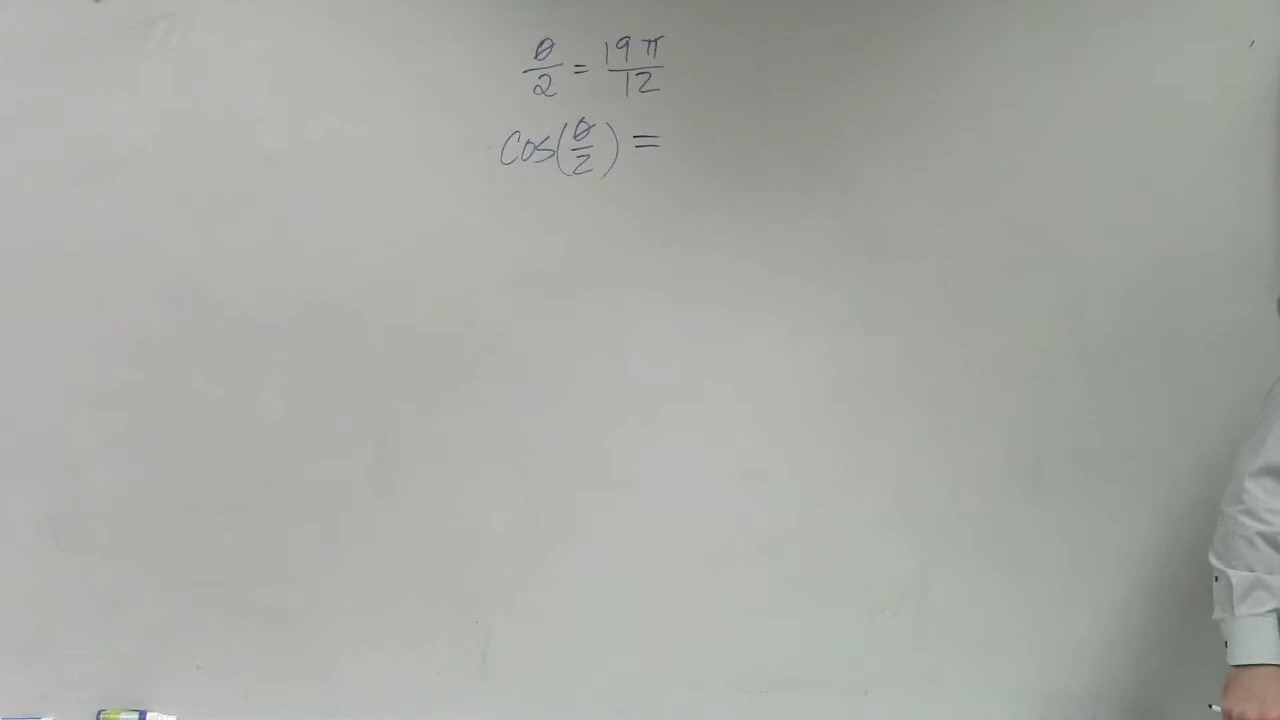 θ/2 = 19π/12
cos(θ/2) =